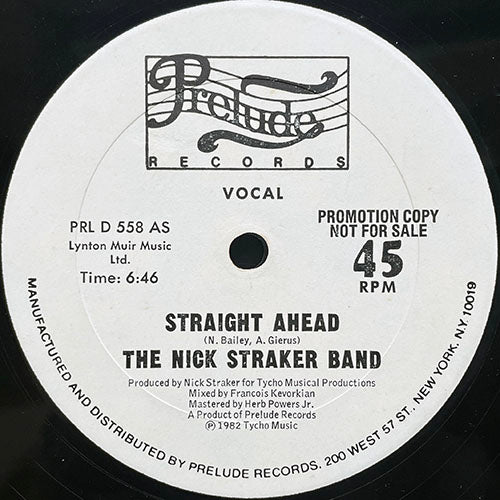 Prelude
RECORDS
VOCAL
PRL D 558 AS
Lynton Muir Music
Ltd.
Time: 6:46
PROMOTION COPY
NOT FOR SALE
45
RPM
STRAIGHT AHEAD
(N. Bailey, A. Gierus)
THE NICK STRAKER BAND
Produced by Nick Straker for Tycho Musical Productions
Mixed by Francois Kevorkian
Mastered by Herb Powers Jr.
A Product of Prelude Records
Ⓟ 1982 Tycho Music
MANUFACTURED AND DISTRIBUTED BY PRELUDE RECORDS, 200 WEST 57 ST. NEW YORK, NY 10019